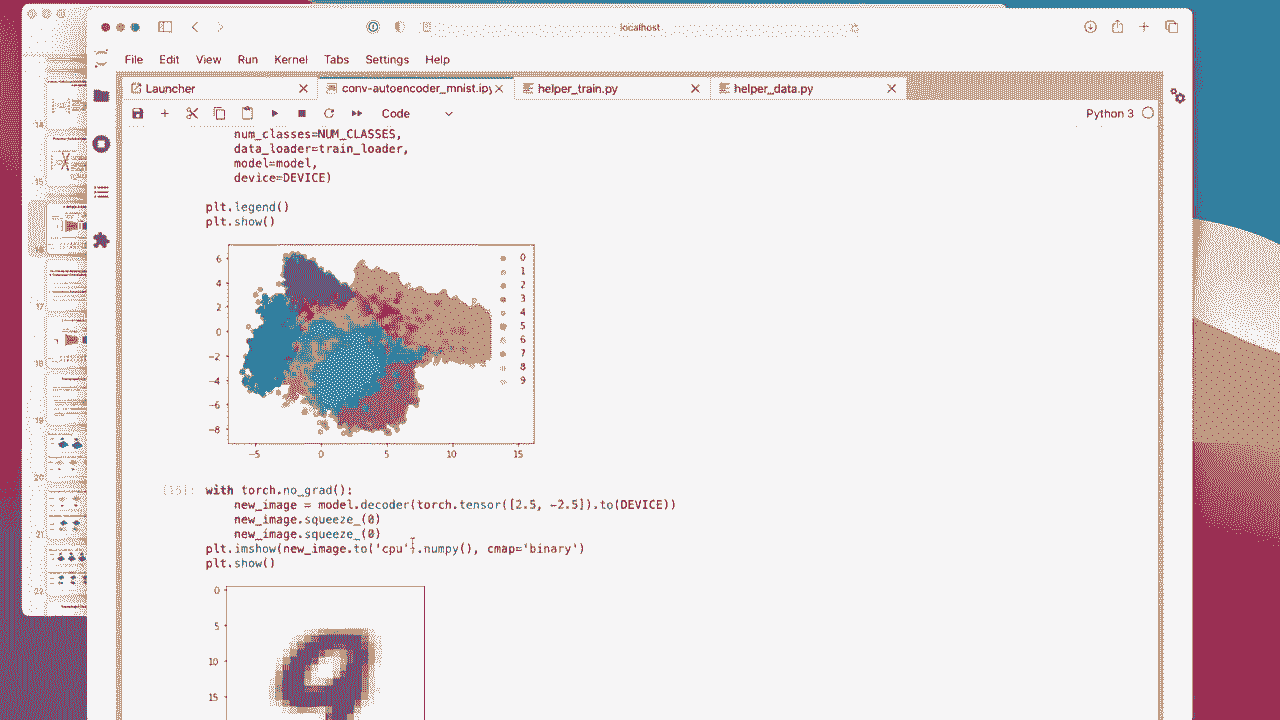 localhost
File Edit View Run Kernel Tabs Settings Help
Launcher conv-autoencoder_mnist.ipy helper_train.py helper_data.py
Code Python 3
num_classes=NUM_CLASSES,
data_loader=train_loader,
model=model,
device=DEVICE)
plt.legend()
plt.show()
6
4
2
0
−2
−4
−6
−8
−5 0 5 10 15
0
1
2
3
4
5
6
7
8
9
with torch.no_grad():
new_image = model.decoder(torch.tensor([2.5, -2.5]).to(DEVICE))
new_image.squeeze_(0)
new_image.squeeze_(0)
plt.imshow(new_image.to('cpu').numpy(), cmap='binary')
plt.show()
0
5
10
15
9
14
15
16
17
18
19
20
21
22